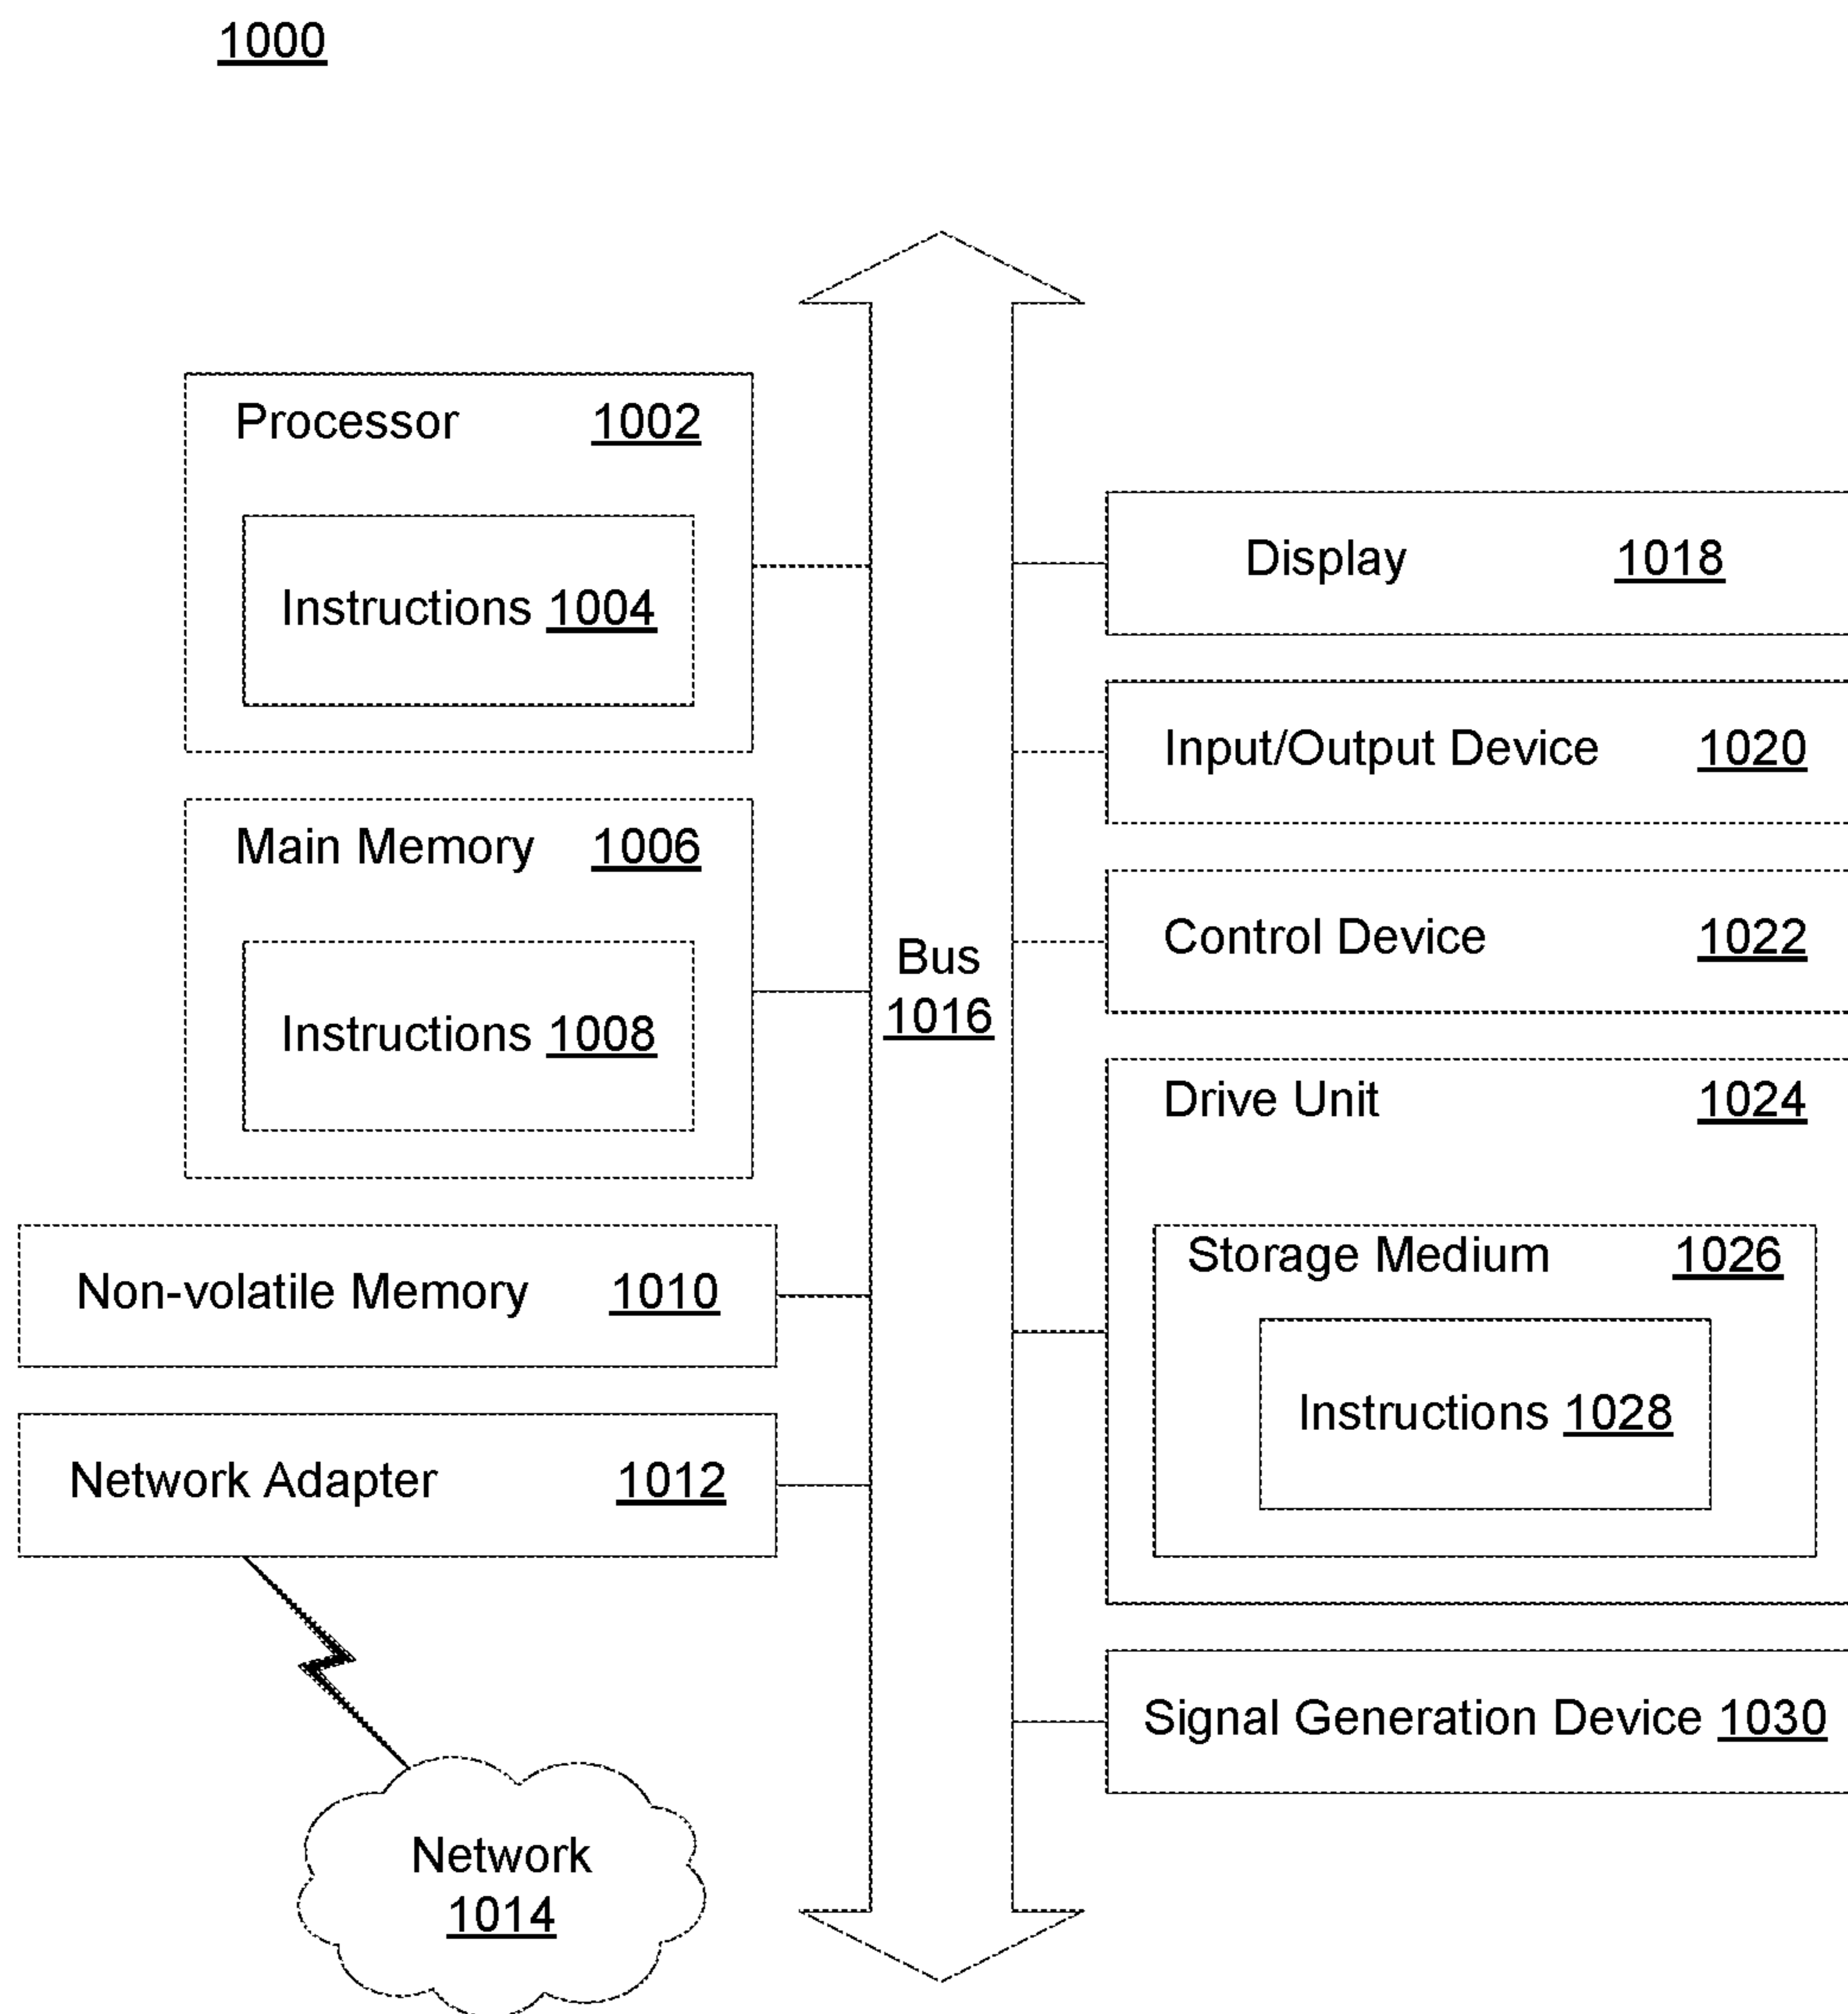 1000
Processor 1002
Instructions 1004
Main Memory 1006
Instructions 1008
Non-volatile Memory 1010
Network Adapter 1012
Network
1014
Bus
1016
Display 1018
Input/Output Device 1020
Control Device 1022
Drive Unit 1024
Storage Medium 1026
Instructions 1028
Signal Generation Device 1030